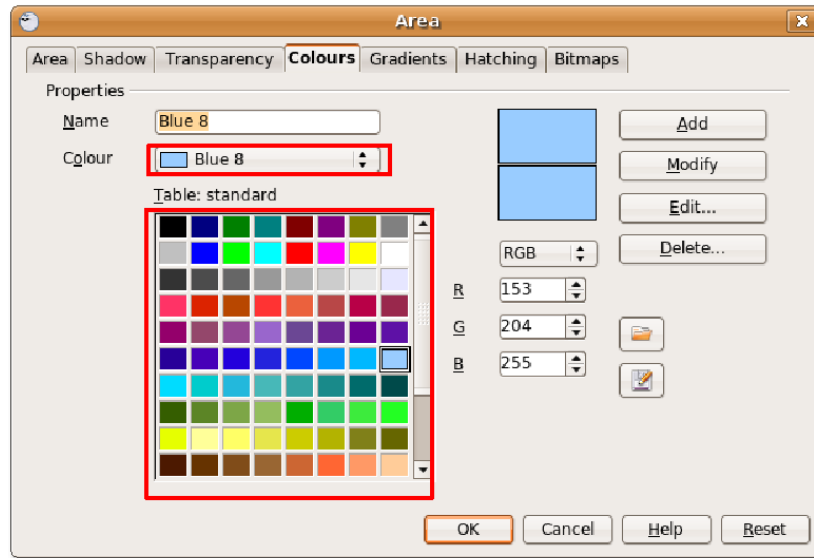 Area
Area Shadow Transparency Colours Gradients Hatching Bitmaps
Properties
Name Blue 8 Add
Colour Blue 8 Modify
Table: standard Edit...
RGB Delete...
R 153
G 204
B 255
OK Cancel Help Reset